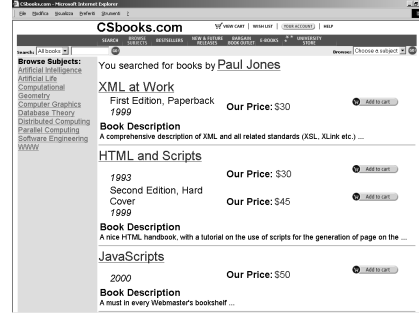 CSbooks.com - Microsoft Internet Explorer
File Modifica Visualizza Preferiti Strumenti ?
CSbooks.com
VIEW CART | WISH LIST | YOUR ACCOUNT | HELP
SEARCH BROWSE SUBJECTS BESTSELLERS NEW & FUTURE RELEASES BARGAIN BOOK OUTLET E-BOOKS UNIVERSITY STORE
Search: All books GO Browse: Choose a subject GO
Browse Subjects:
Artificial Intelligence
Artificial Life
Computational
Geometry
Computer Graphics
Database Theory
Distributed Computing
Parallel Computing
Software Engineering
WWW
You searched for books by Paul Jones
XML at Work
First Edition, Paperback Our Price: $30 Add to cart
1999
Book Description
A comprehensive description of XML and all related standards (XSL, XLink etc.) ...
HTML and Scripts
1993 Our Price: $30 Add to cart
Second Edition, Hard
Cover Our Price: $45 Add to cart
1999
Book Description
A nice HTML handbook, with a tutorial on the use of scripts for the generation of page on the ...
JavaScripts
2000 Our Price: $50 Add to cart
Book Description
A must in every Webmaster's bookshelf ...